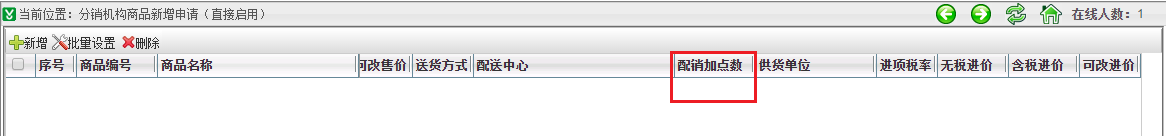 当前位置：分销机构商品新增申请（直接启用） 在线人数：1
新增 批量设置 删除
序号 商品编号 商品名称 可改售价 送货方式 配送中心 配销加点数 供货单位 进项税率 无税进价 含税进价 可改进价